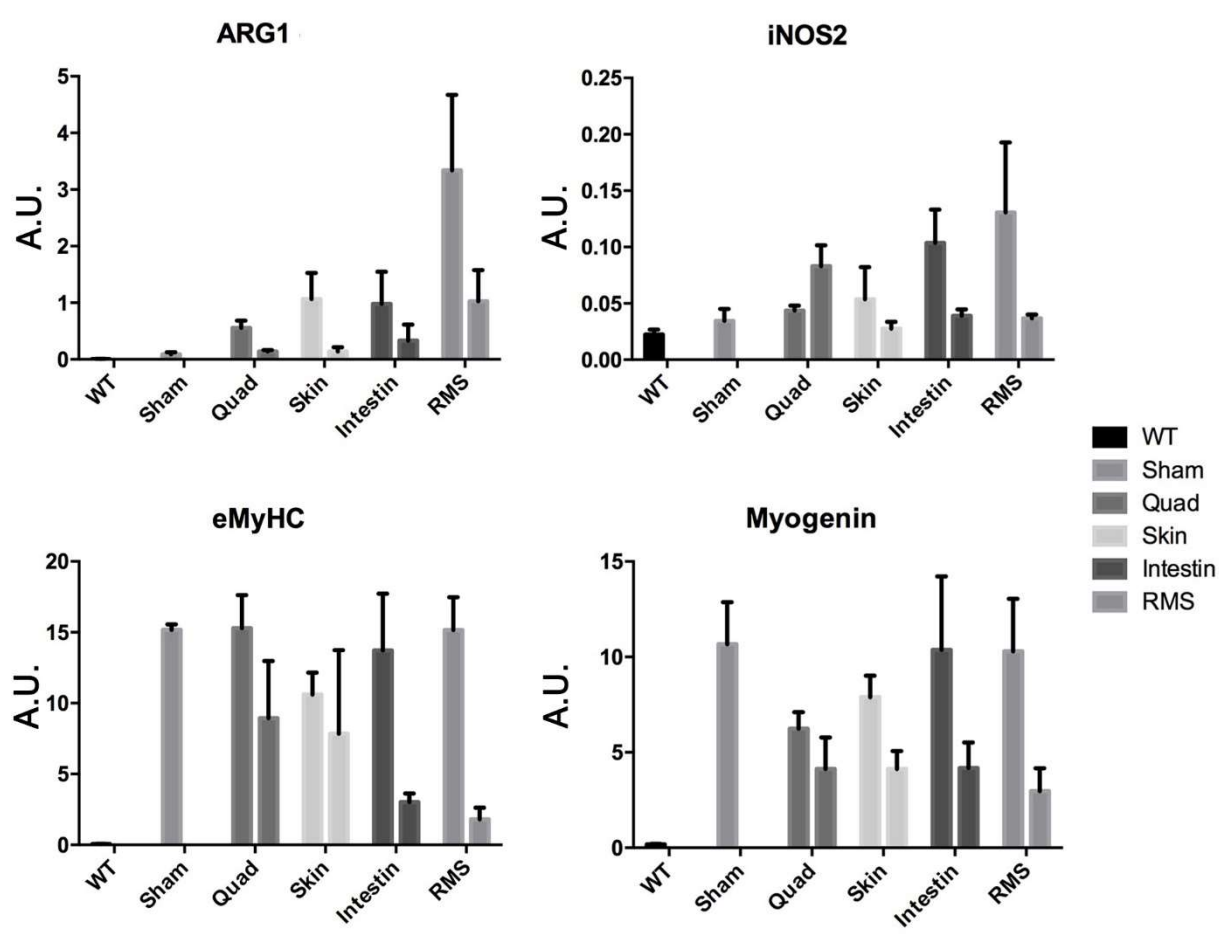 ARG1
A.U.
5
4
3
2
1
0
WT
Sham
Quad
Skin
Intestin
RMS
iNOS2
A.U.
0.25
0.20
0.15
0.10
0.05
0.00
WT
Sham
Quad
Skin
Intestin
RMS
eMyHC
A.U.
20
15
10
5
0
WT
Sham
Quad
Skin
Intestin
RMS
Myogenin
A.U.
15
10
5
0
WT
Sham
Quad
Skin
Intestin
RMS
WT
Sham
Quad
Skin
Intestin
RMS